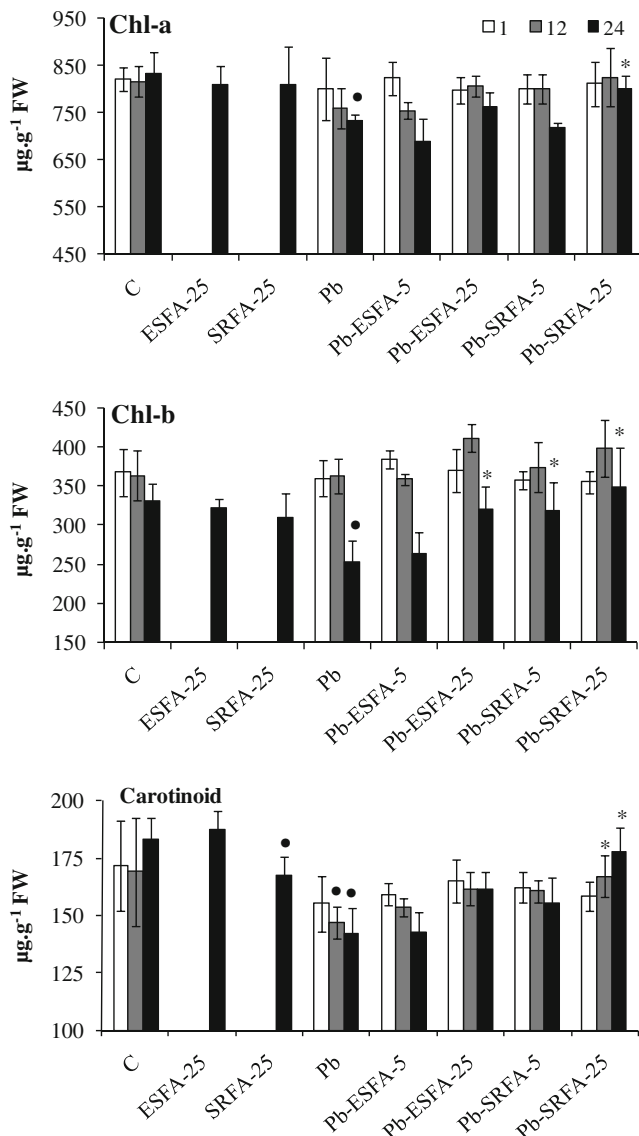 Chl-a
1 12 24
µg.g-1 FW
850
750
650
550
450
*
•
C
ESFA-25
SRFA-25
Pb
Pb-ESFA-5
Pb-ESFA-25
Pb-SRFA-5
Pb-SRFA-25
Chl-b
µg.g-1 FW
450
400
350
300
250
200
150
•
* * *
C
ESFA-25
SRFA-25
Pb
Pb-ESFA-5
Pb-ESFA-25
Pb-SRFA-5
Pb-SRFA-25
Carotinoid
µg.g-1 FW
200
175
150
125
100
•
• •
* *
C
ESFA-25
SRFA-25
Pb
Pb-ESFA-5
Pb-ESFA-25
Pb-SRFA-5
Pb-SRFA-25